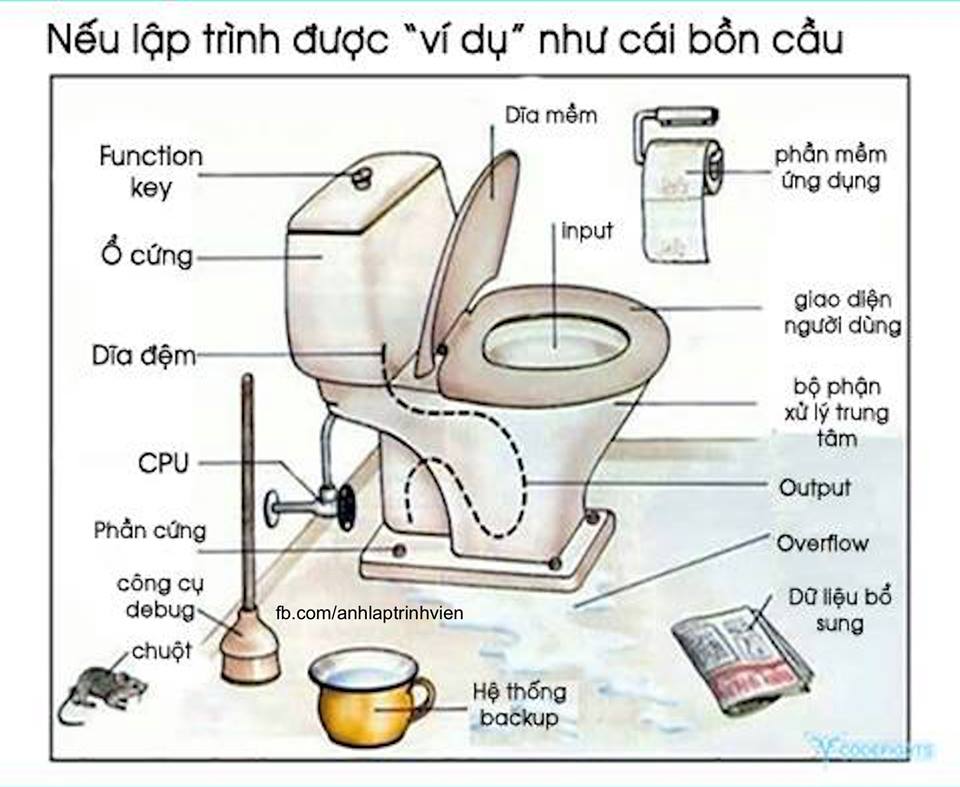 Nếu lập trình được "ví dụ" như cái bồn cầu
Dĩa mềm
Function
key
phần mềm
ứng dụng
input
Ổ cứng
giao diện
người dùng
Dĩa đệm
bộ phận
xử lý trung
tâm
CPU
Output
Phần cứng
Overflow
công cụ
debug
fb.com/anhlaptrinhvien
Dữ liệu bổ
sung
chuột
Hệ thống
backup